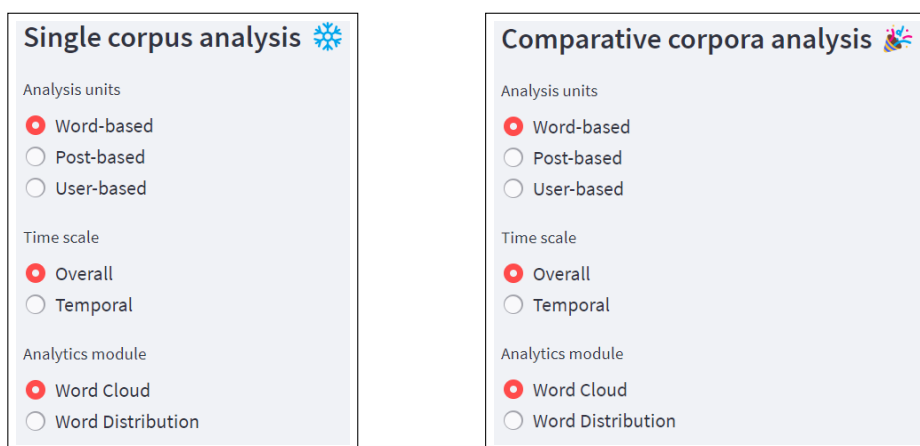 Single corpus analysis
Analysis units
Word-based
Post-based
User-based
Time scale
Overall
Temporal
Analytics module
Word Cloud
Word Distribution
Comparative corpora analysis
Analysis units
Word-based
Post-based
User-based
Time scale
Overall
Temporal
Analytics module
Word Cloud
Word Distribution